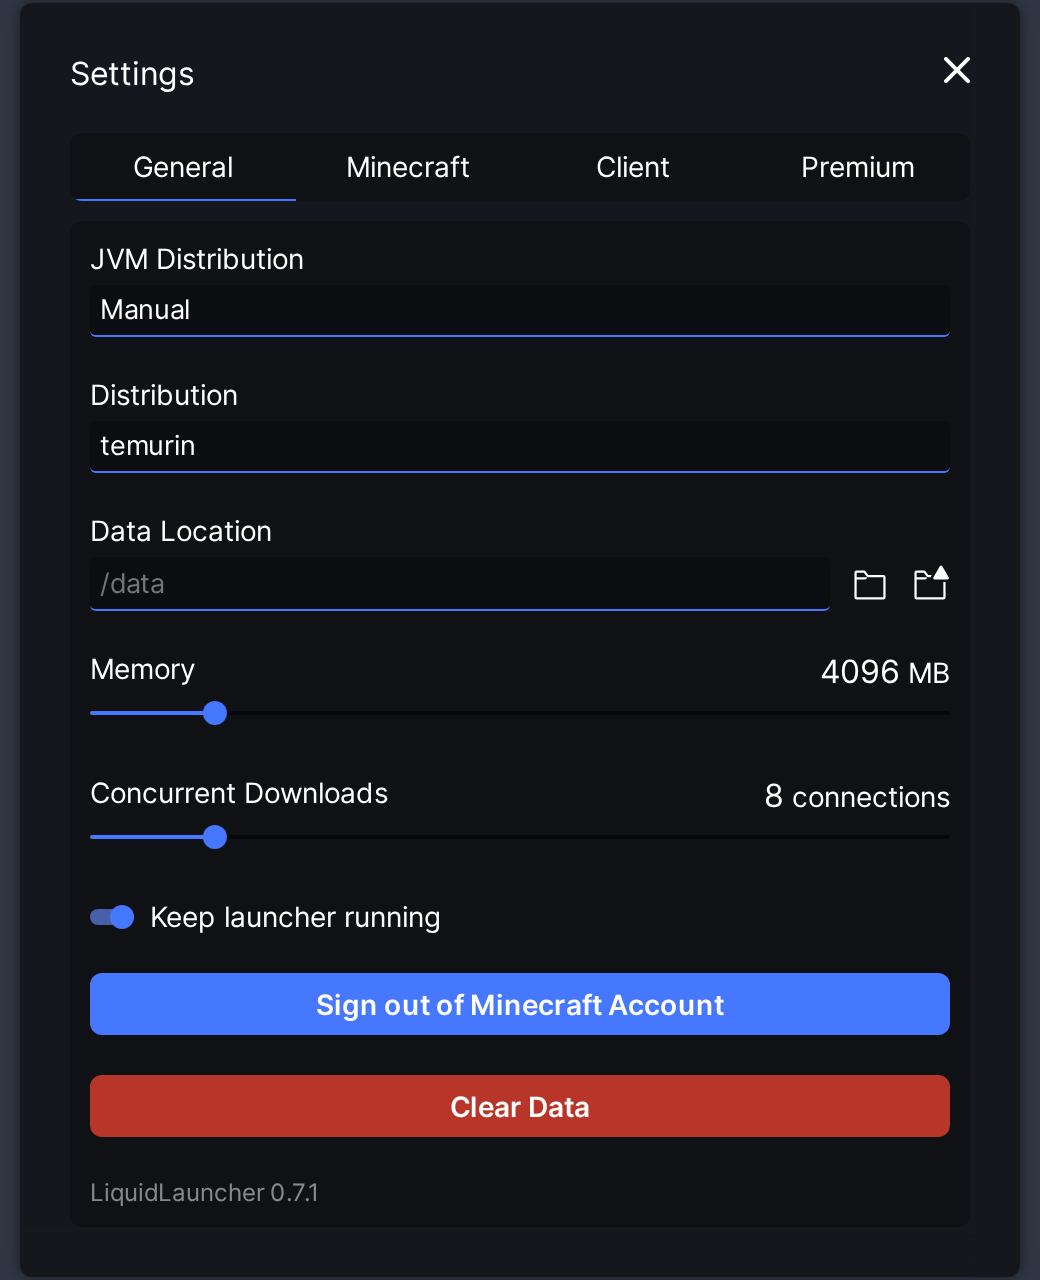 Settings
General Minecraft Client Premium
JVM Distribution
Manual
Distribution
temurin
Data Location
/data
Memory 4096 MB
Concurrent Downloads 8 connections
Keep launcher running
Sign out of Minecraft Account
Clear Data
LiquidLauncher 0.7.1